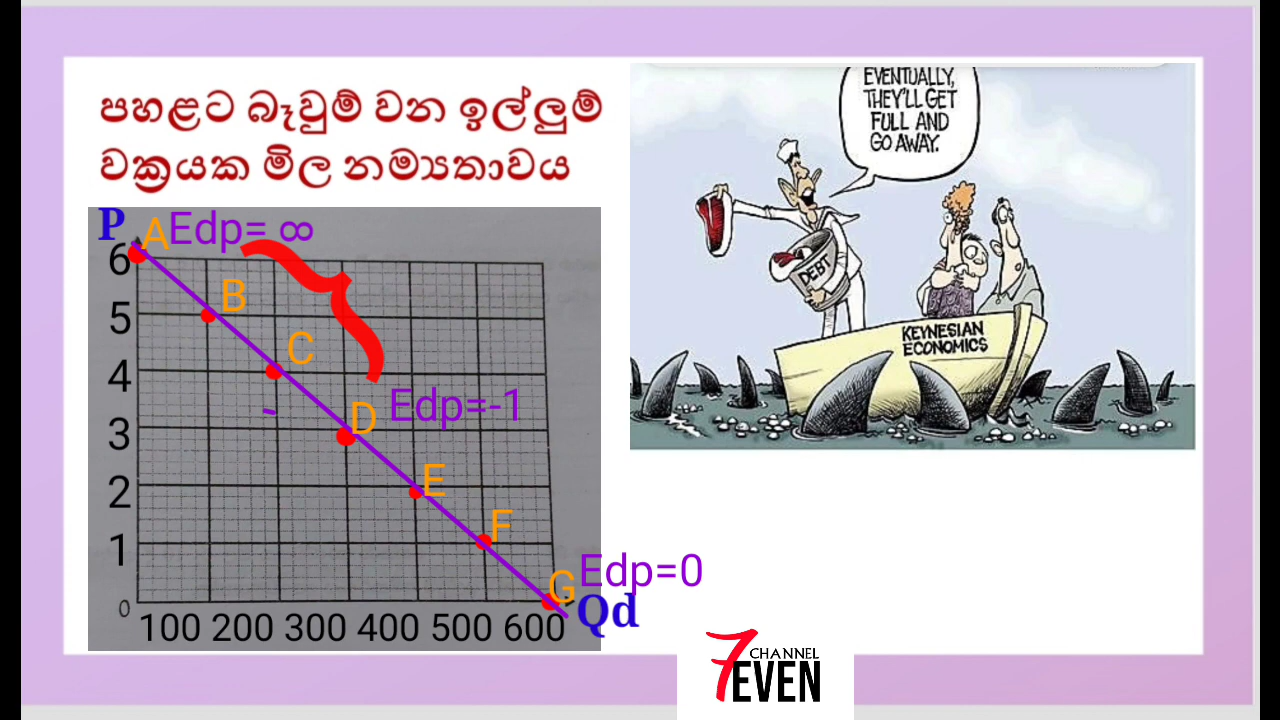 පහළට බෑවුම් වන ඉල්ලුම්
වක්‍රයක මිල නම්‍යතාවය
P
A Edp= ∞
6
B
5
C
4
D Edp=-1
3
E
2
F
1
G Edp=0
0
Qd
100 200 300 400 500 600
EVENTUALLY,
THEY'LL GET
FULL AND
GO AWAY.
DEBT
KEYNESIAN
ECONOMICS
7 CHANNEL
EVEN